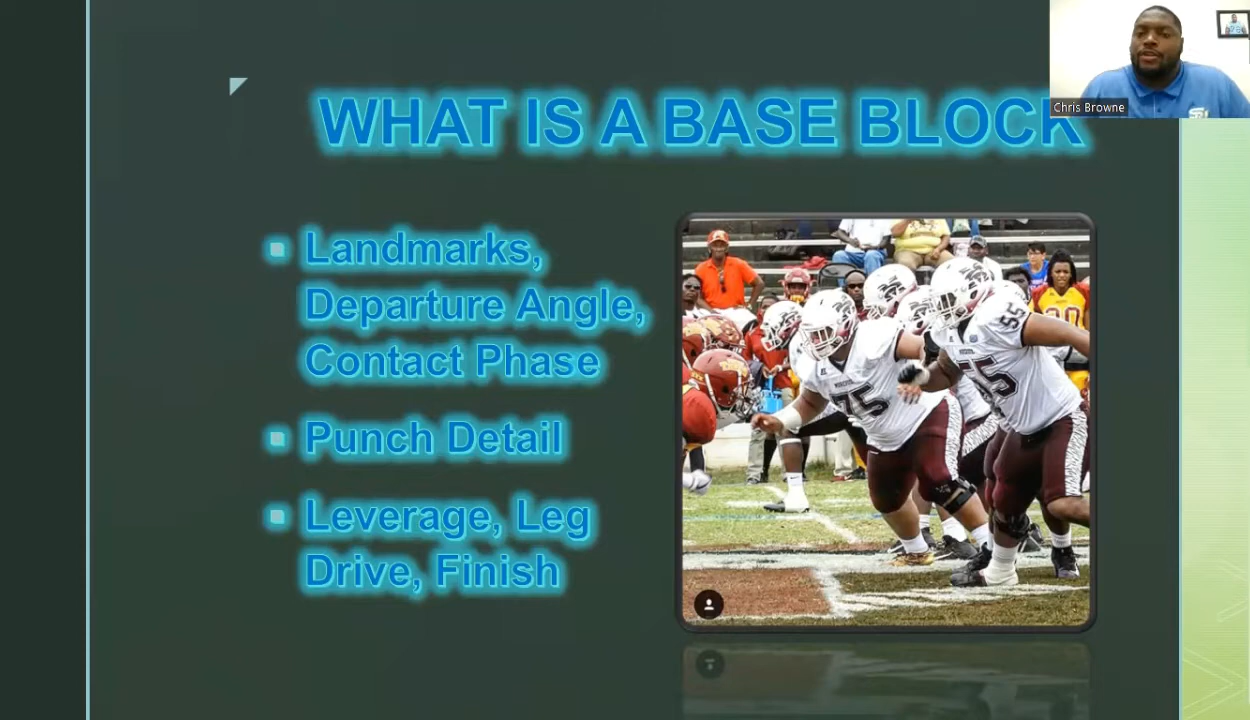 WHAT IS A BASE BLOCK
Chris Browne
Landmarks,
Departure Angle,
Contact Phase
Punch Detail
Leverage, Leg
Drive, Finish
75
55
55